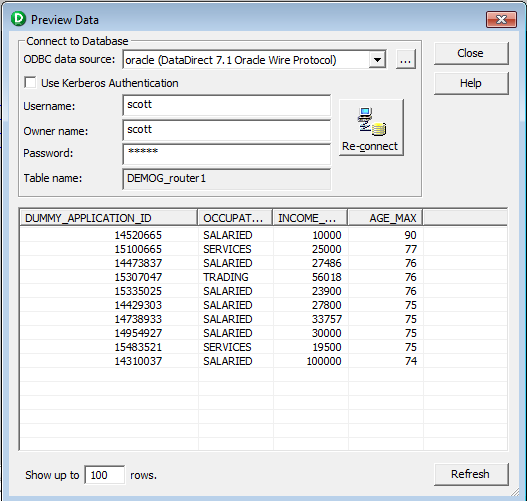 Preview Data
Connect to Database
ODBC data source: oracle (DataDirect 7.1 Oracle Wire Protocol) ...
Close
Use Kerberos Authentication
Help
Username: scott
Owner name: scott
Password: *****
Re-connect
Table name: DEMOG_router1
DUMMY_APPLICATION_ID OCCUPAT... INCOME_... AGE_MAX
14520665 SALARIED 10000 90
15100665 SERVICES 25000 77
14473837 SALARIED 27486 76
15307047 TRADING 56018 76
15335025 SALARIED 23900 76
14429303 SALARIED 27800 75
14738933 SALARIED 33757 75
14954927 SALARIED 30000 75
15483521 SERVICES 19500 75
14310037 SALARIED 100000 74
Show up to 100 rows.
Refresh